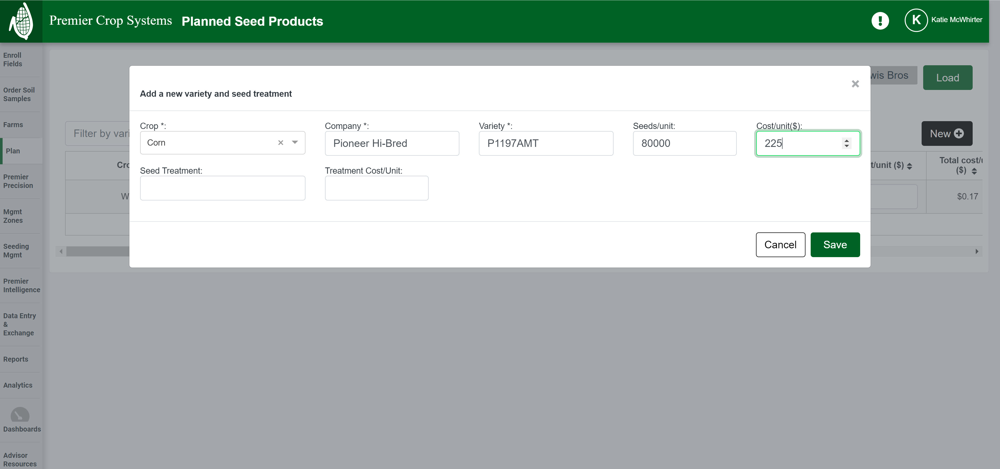 Premier Crop Systems Planned Seed Products
! K Katie McWhirter
Enroll
Fields
Order Soil
Samples
Farms
Plan
Premier
Precision
Mgmt
Zones
Seeding
Mgmt
Premier
Intelligence
Data Entry
&
Exchange
Reports
Analytics
Dashboards
Advisor
Resources
wis Bros Load
Filter by vari
New
Cro
t/unit ($) Total cost/u
($)
W
$0.17
Add a new variety and seed treatment ×
Crop *: Company *: Variety *: Seeds/unit: Cost/unit($):
Corn × Pioneer Hi-Bred P1197AMT 80000 225
Seed Treatment: Treatment Cost/Unit:
Cancel Save